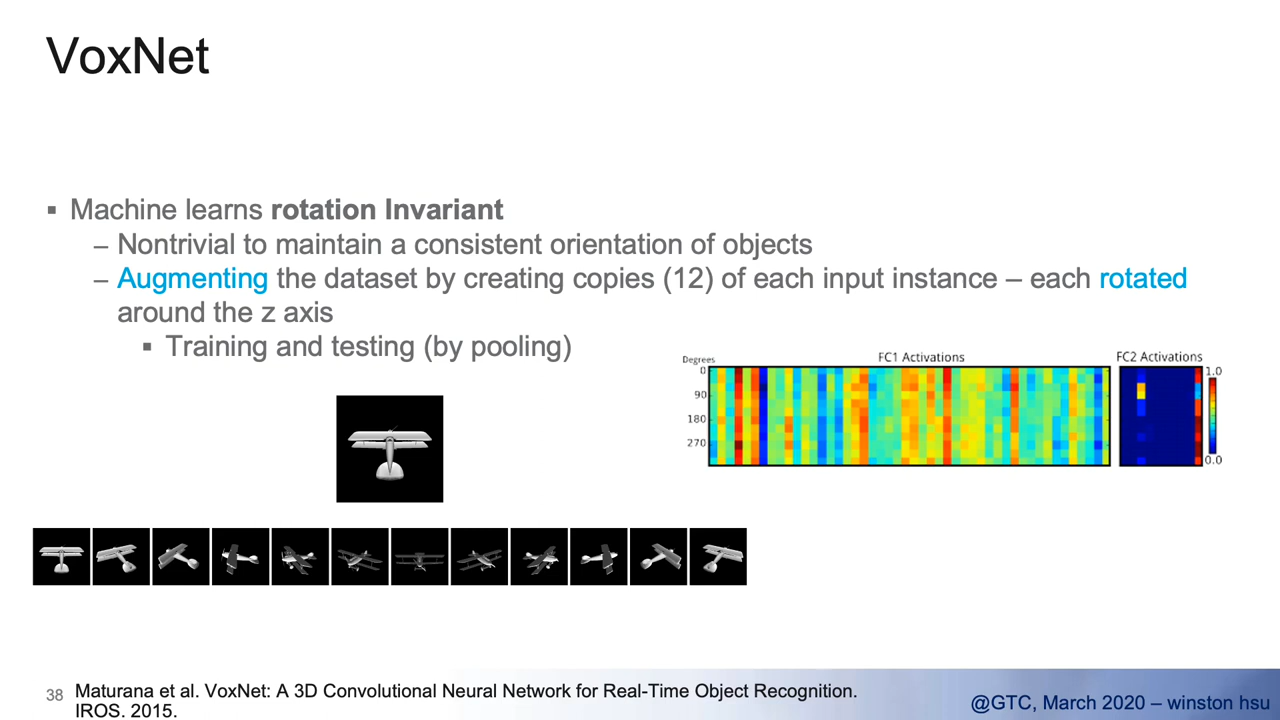 VoxNet
▪ Machine learns rotation Invariant
– Nontrivial to maintain a consistent orientation of objects
– Augmenting the dataset by creating copies (12) of each input instance – each rotated
around the z axis
▪ Training and testing (by pooling)
Degrees
FC1 Activations
FC2 Activations
0
90
180
270
1.0
0.0
38
Maturana et al. VoxNet: A 3D Convolutional Neural Network for Real-Time Object Recognition.
IROS. 2015.
@GTC, March 2020 – winston hsu